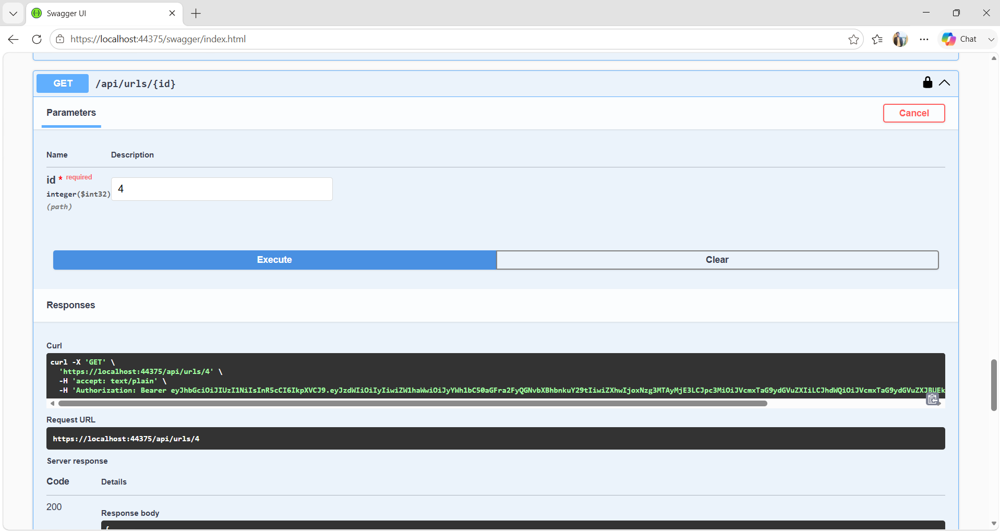 Swagger UI
https://localhost:44375/swagger/index.html
Chat
GET /api/urls/{id}
Parameters
Cancel
Name Description
id * required
integer($int32)
(path)
4
Execute
Clear
Responses
Curl
curl -X 'GET' \
'https://localhost:44375/api/urls/4' \
-H 'accept: text/plain' \
-H 'Authorization: Bearer eyJhbGciOiJIUzI1NiIsInR5cCI6IkpXVCJ9.eyJzdWIiOiIyIiwiZW1haWwiOiJyYWh1bC50aGFra2FyQGNvbXBhbnkuY29tIiwiZXhwIjoxNzg3MTAyMjE3LCJpc3MiOiJVcmxTaG9ydGVuZXIiLCJhdWQiOiJVcmxTaG9ydGVuZXJBUEk
Request URL
https://localhost:44375/api/urls/4
Server response
Code Details
200
Response body
{